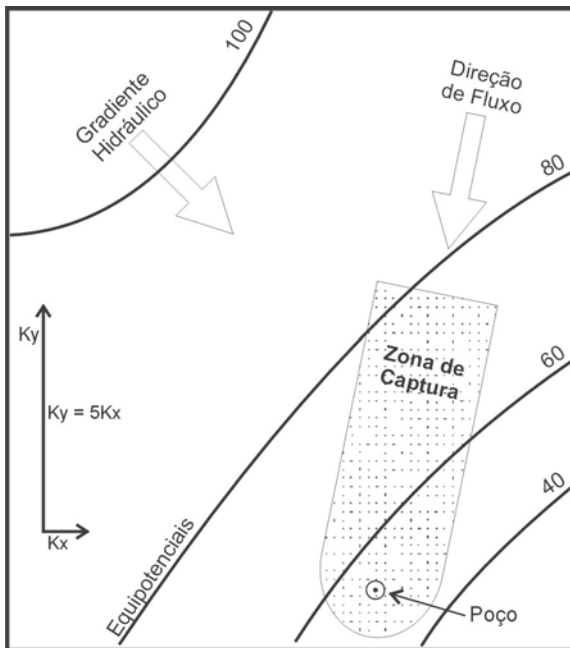 100
Gradiente
Hidráulico
Direção
de Fluxo
80
Ky
Zona de
Captura
60
Ky = 5Kx
40
Kx
Equipotenciais
Poço